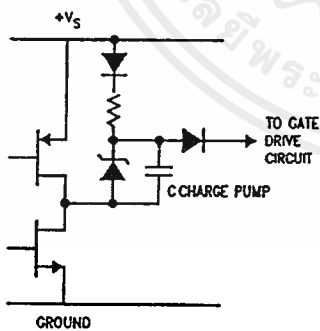 +Vs
TO GATE
DRIVE
CIRCUIT
C CHARGE PUMP
GROUND